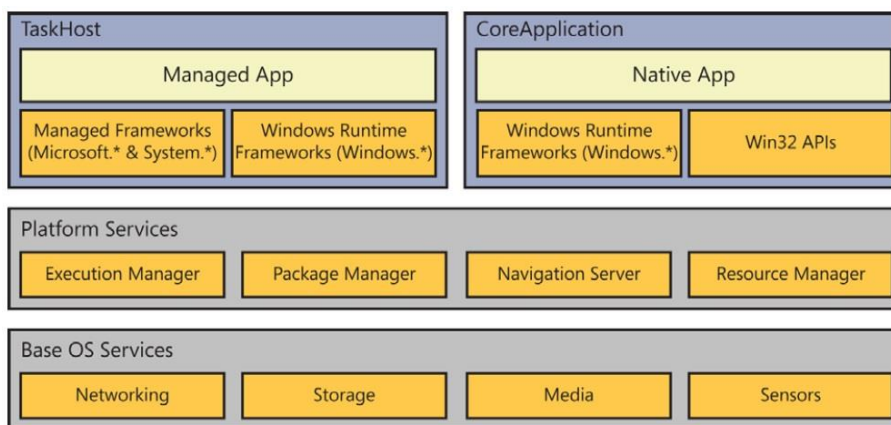 TaskHost
Managed App
Managed Frameworks
(Microsoft.* & System.*)
Windows Runtime
Frameworks (Windows.*)
CoreApplication
Native App
Windows Runtime
Frameworks (Windows.*)
Win32 APIs
Platform Services
Execution Manager
Package Manager
Navigation Server
Resource Manager
Base OS Services
Networking
Storage
Media
Sensors